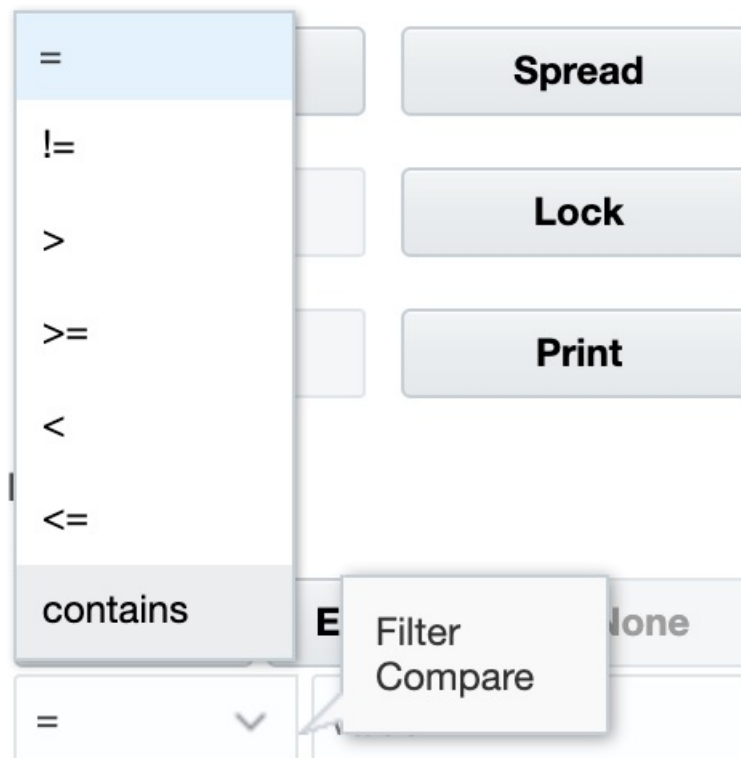 =
Spread
!=
Lock
>
>=
Print
<
<=
contains
Filter
Compare
=